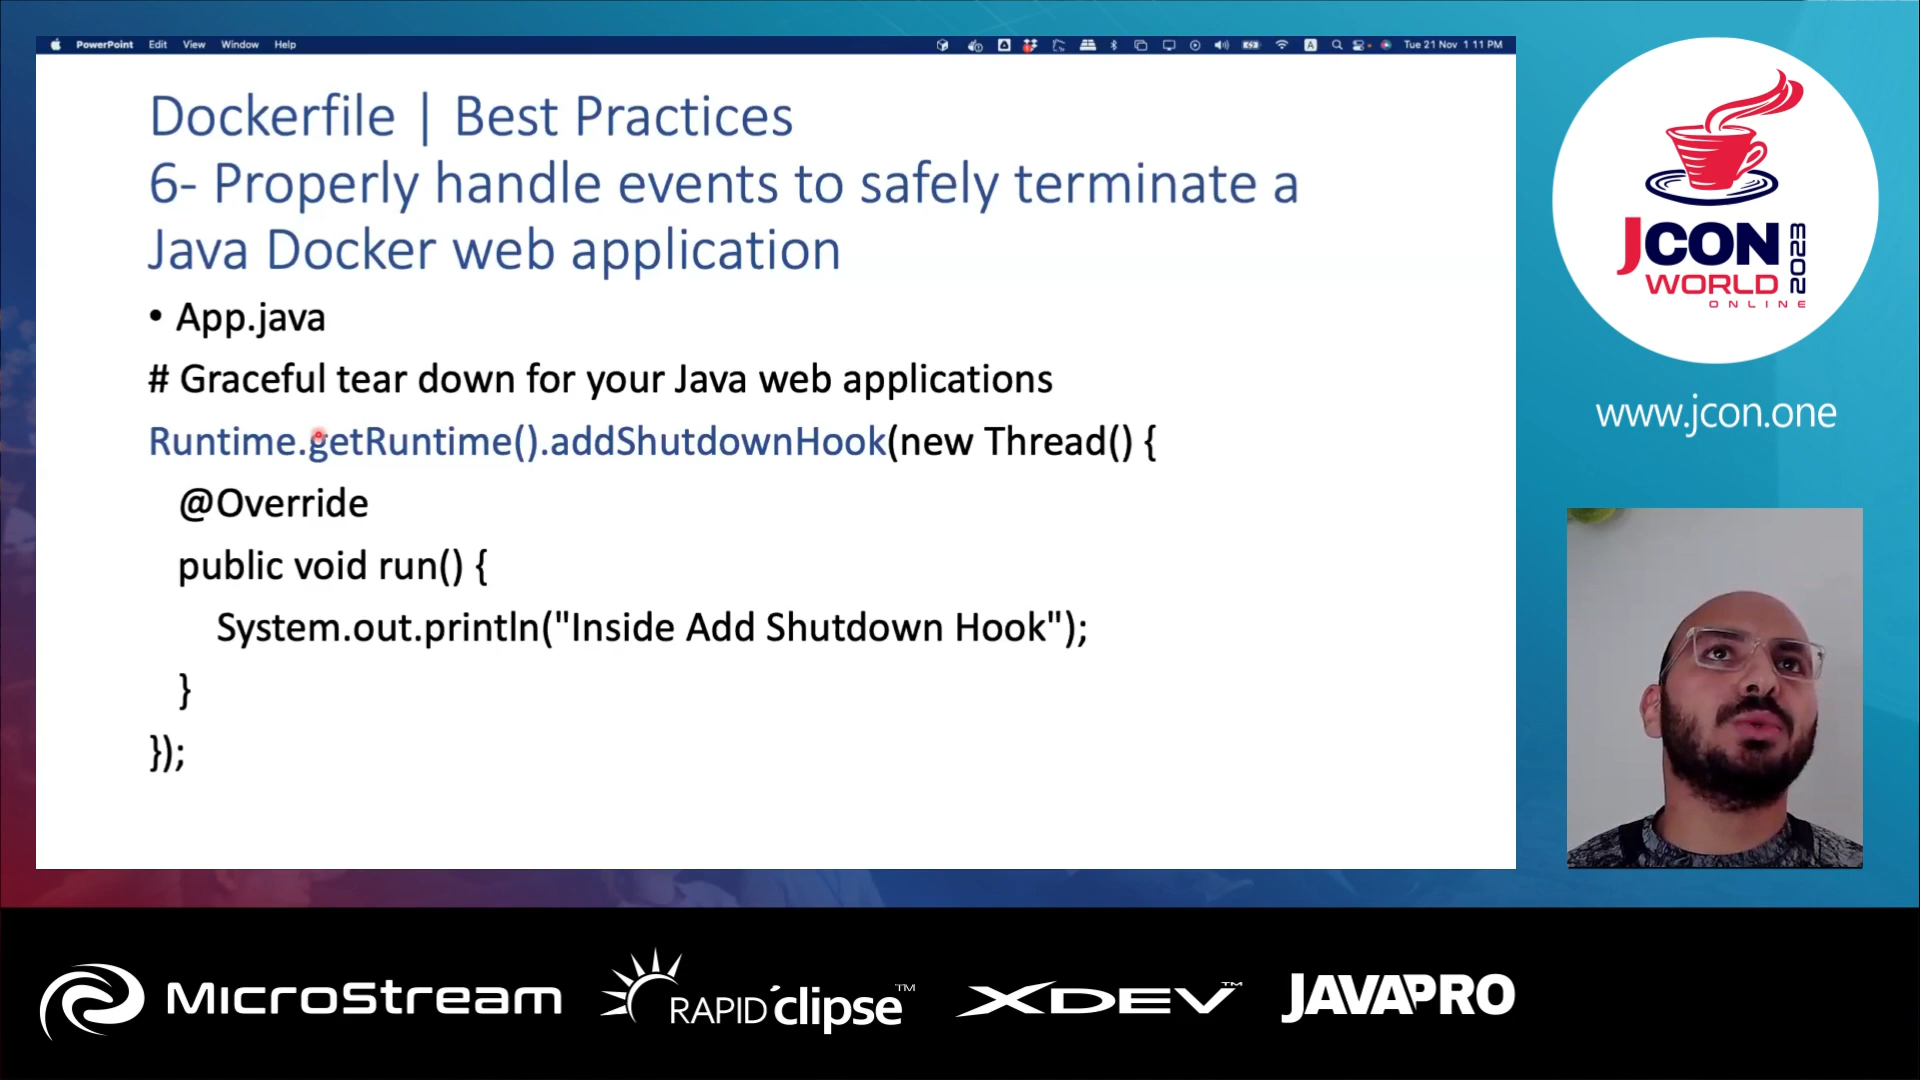 PowerPoint Edit View Window Help
A
Tue 21 Nov 1 11 PM
Dockerfile | Best Practices
6- Properly handle events to safely terminate a
Java Docker web application
• App.java
# Graceful tear down for your Java web applications
Runtime.getRuntime().addShutdownHook(new Thread() {
@Override
public void run() {
System.out.println("Inside Add Shutdown Hook");
}
});
JCON
WORLD
ONLINE
2023
www.jcon.one
MICROSTREAM
RAPID'clipse™
XDEV™
JAVAPRO